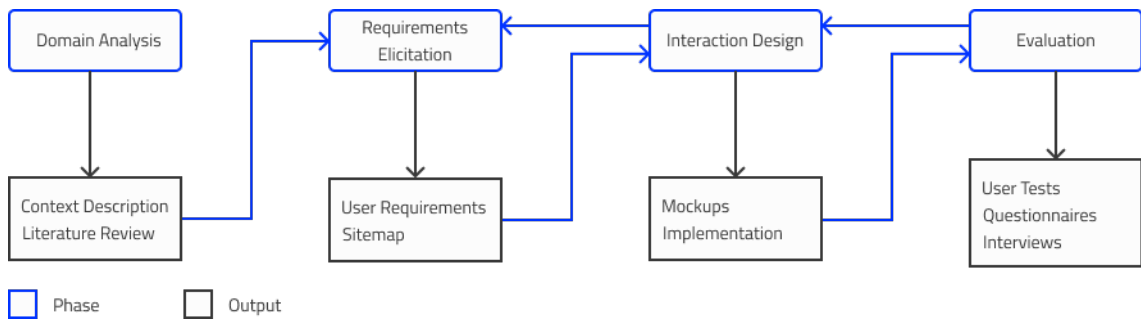 Domain Analysis
Requirements
Elicitation
Interaction Design
Evaluation
Context Description
Literature Review
User Requirements
Sitemap
Mockups
Implementation
User Tests
Questionnaires
Interviews
Phase
Output